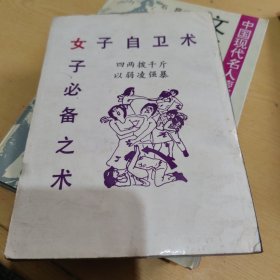 女子自卫术
四两拨千斤
以弱凌强暴
女子必备之术
中国现代名人
文